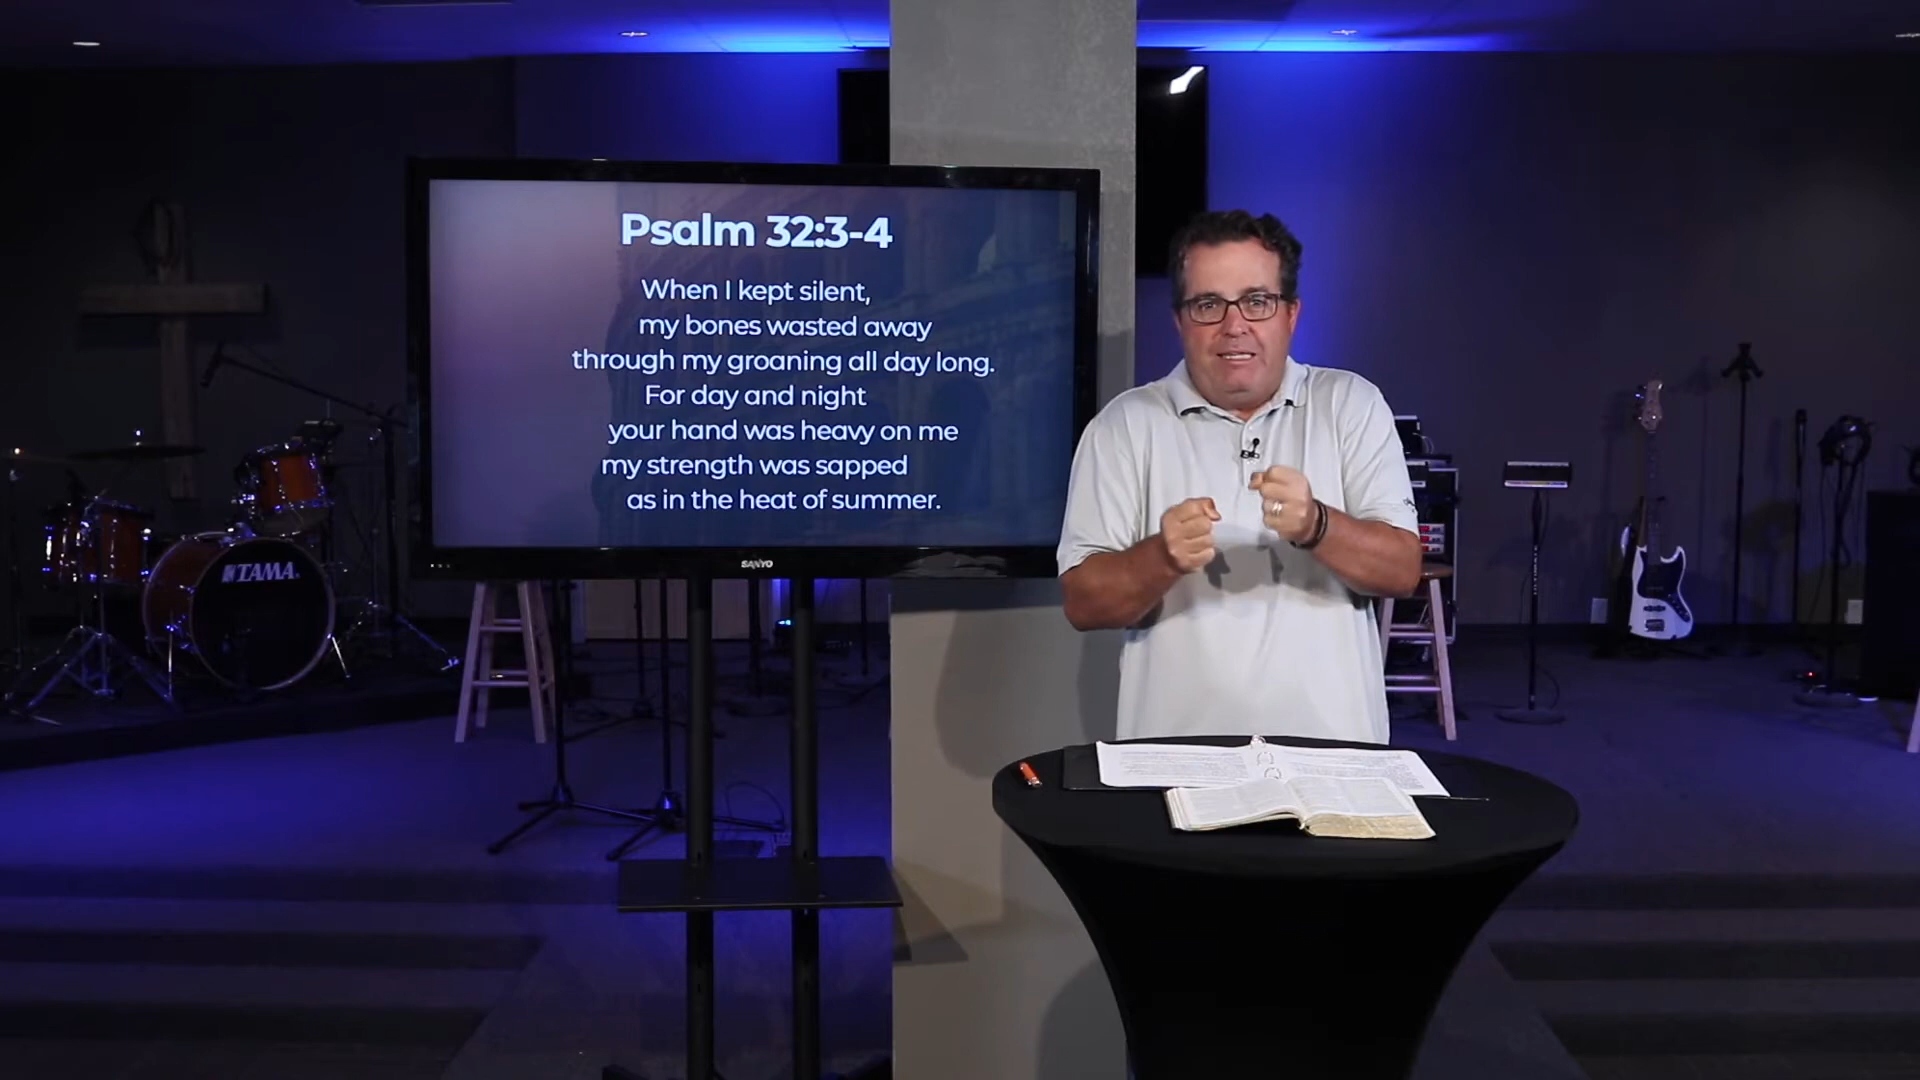 Psalm 32:3-4
When I kept silent,
my bones wasted away
through my groaning all day long.
For day and night
your hand was heavy on me
my strength was sapped
as in the heat of summer.
SANYO
TAMA